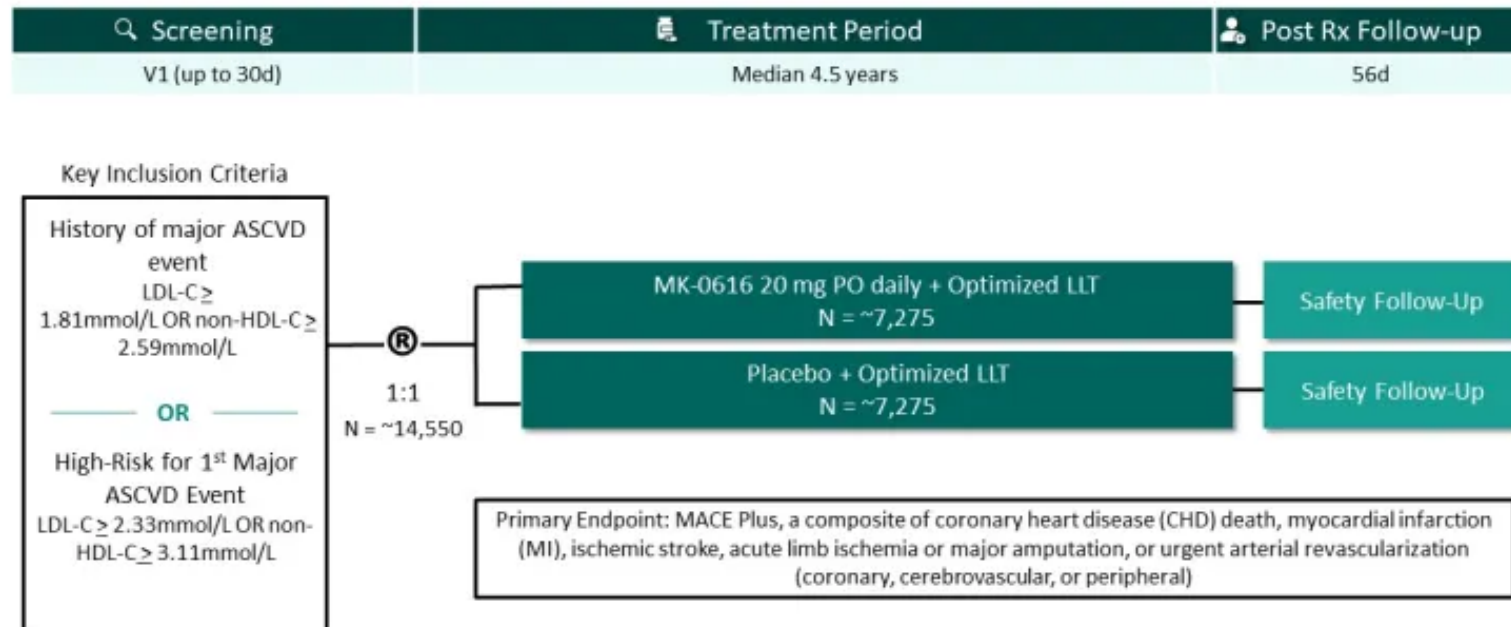 Screening
Treatment Period
Post Rx Follow-up
V1 (up to 30d)
Median 4.5 years
56d
Key Inclusion Criteria
History of major ASCVD
event
LDL-C ≥
1.81mmol/L OR non-HDL-C ≥
2.59mmol/L
OR
High-Risk for 1st Major
ASCVD Event
LDL-C ≥ 2.33mmol/L OR non-
HDL-C ≥ 3.11mmol/L
R
1:1
N = ~14,550
MK-0616 20 mg PO daily + Optimized LLT
N = ~7,275
Safety Follow-Up
Placebo + Optimized LLT
N = ~7,275
Safety Follow-Up
Primary Endpoint: MACE Plus, a composite of coronary heart disease (CHD) death, myocardial infarction
(MI), ischemic stroke, acute limb ischemia or major amputation, or urgent arterial revascularization
(coronary, cerebrovascular, or peripheral)